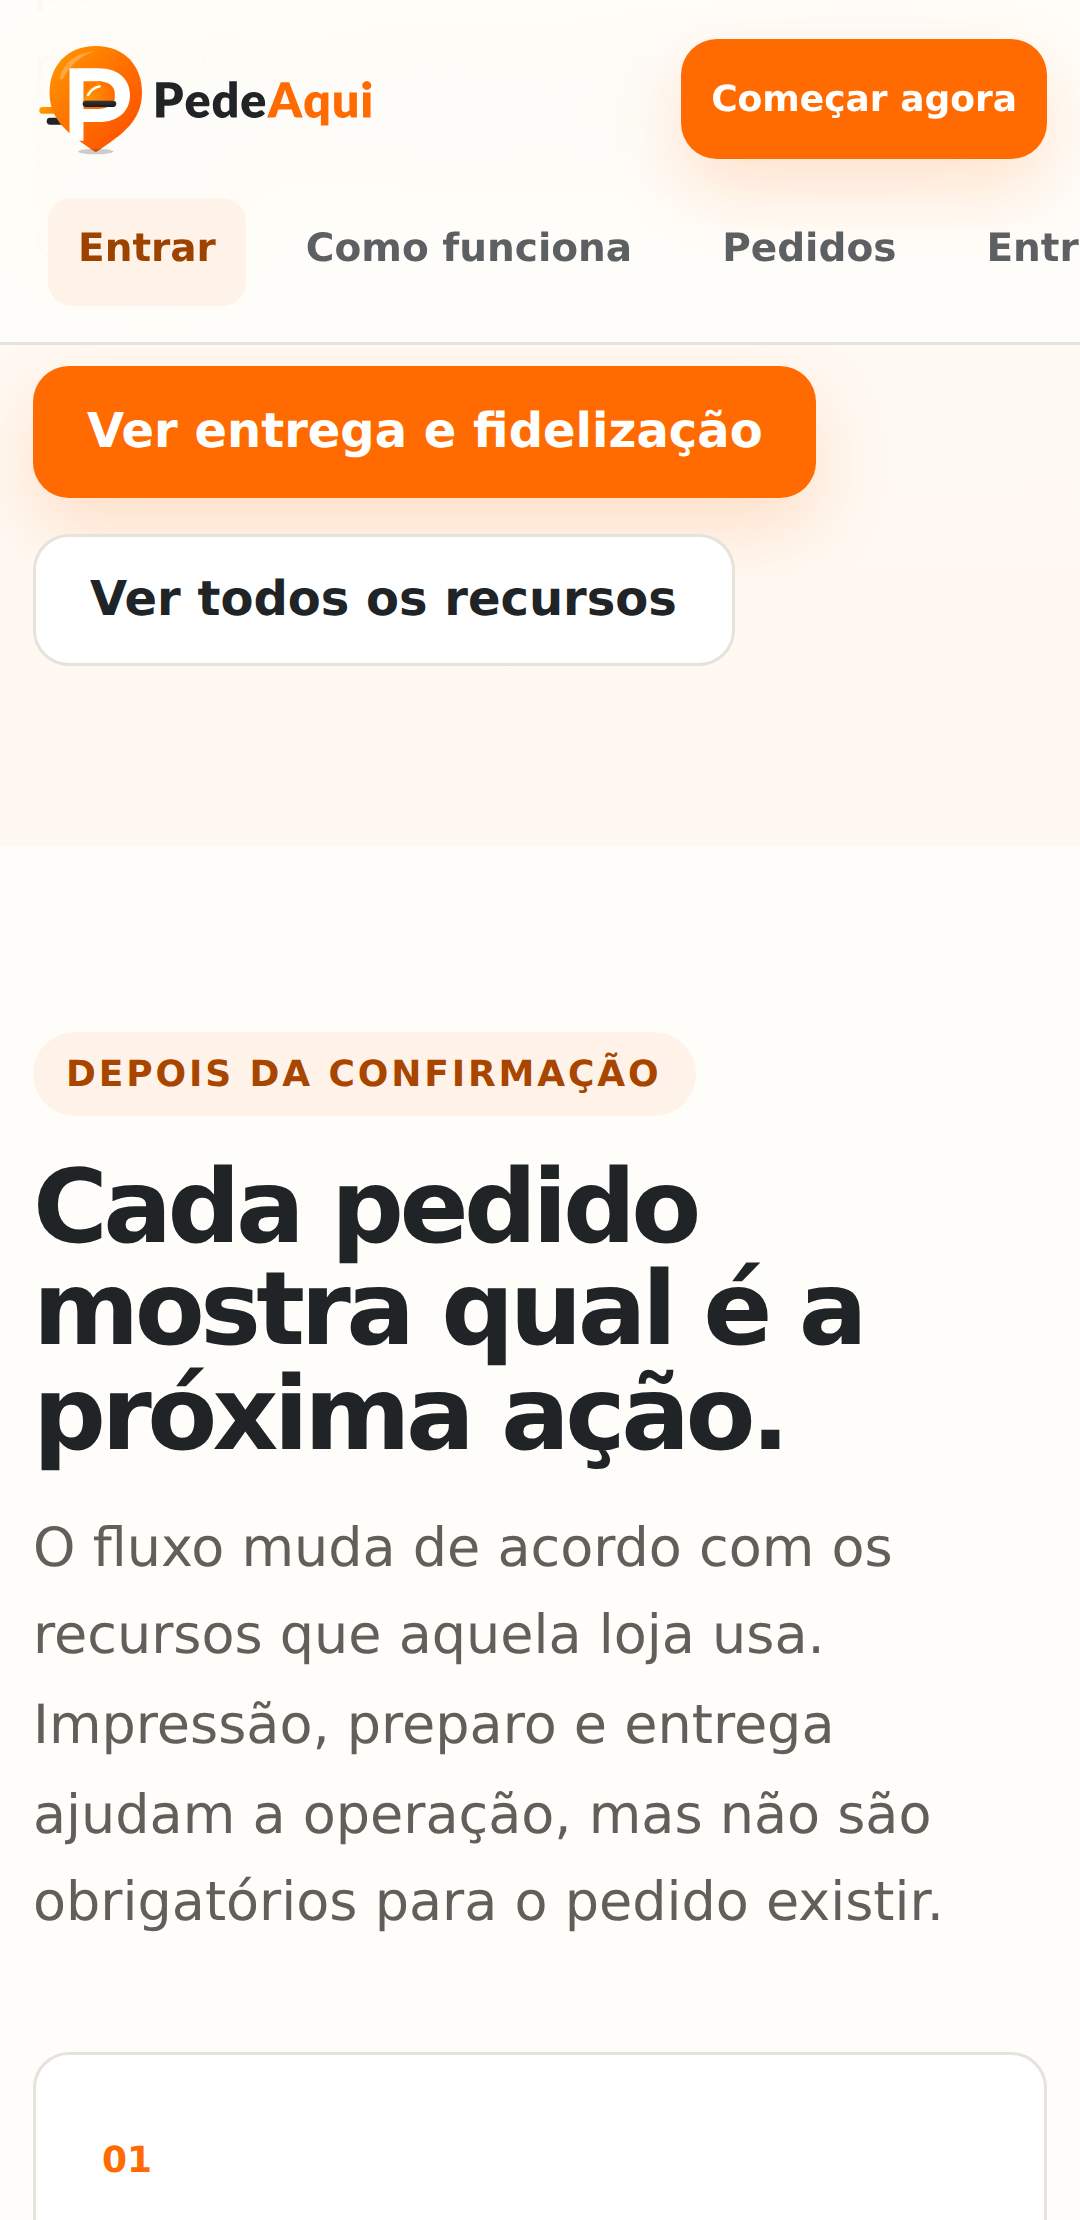 PedeAqui
Começar agora
Entrar
Como funciona
Pedidos
Entr
Ver entrega e fidelização
Ver todos os recursos
DEPOIS DA CONFIRMAÇÃO
Cada pedido
mostra qual é a
próxima ação.
O fluxo muda de acordo com os
recursos que aquela loja usa.
Impressão, preparo e entrega
ajudam a operação, mas não são
obrigatórios para o pedido existir.
01